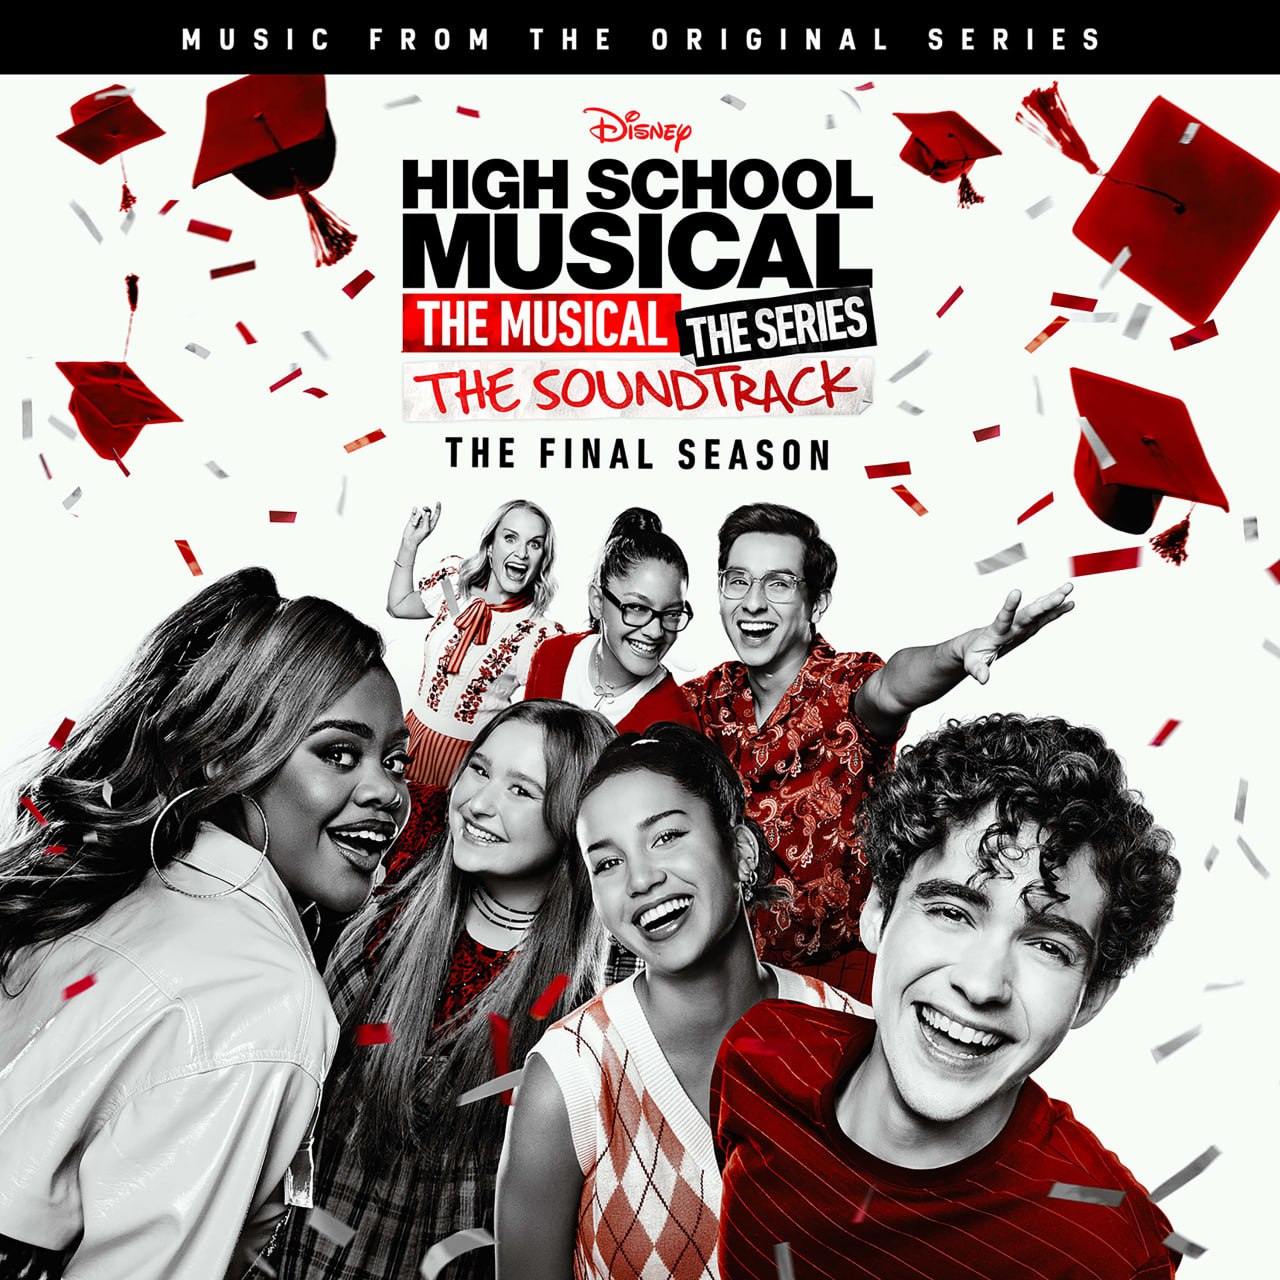 MUSIC FROM THE ORIGINAL SERIES
Disney
HIGH SCHOOL
MUSICAL
THE MUSICAL THE SERIES
THE SOUNDTRACK
THE FINAL SEASON